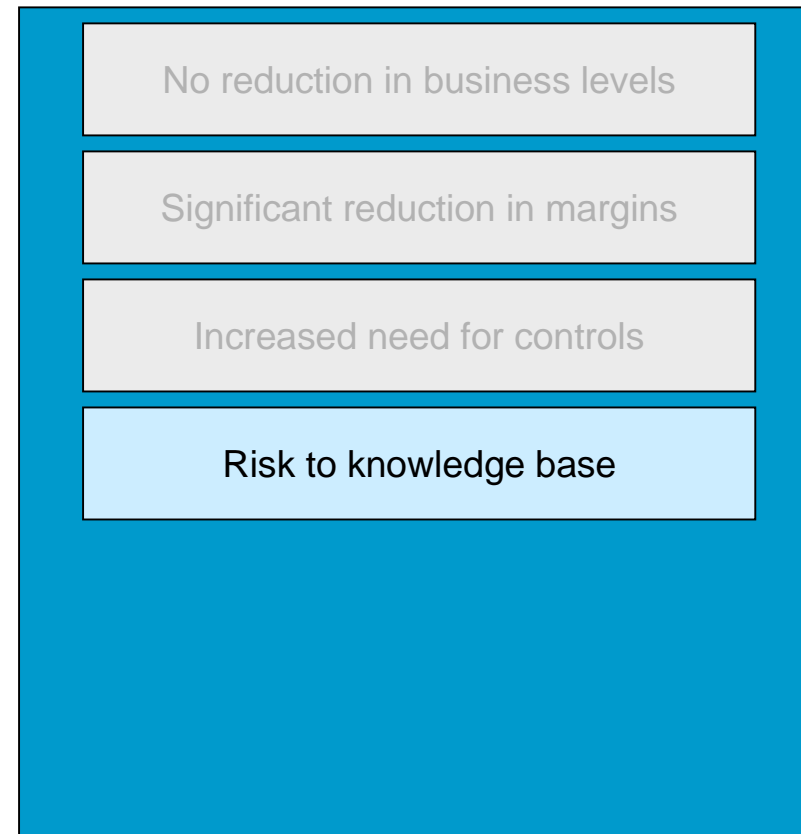 No reduction in business levels
Significant reduction in margins
Increased need for controls
Risk to knowledge base